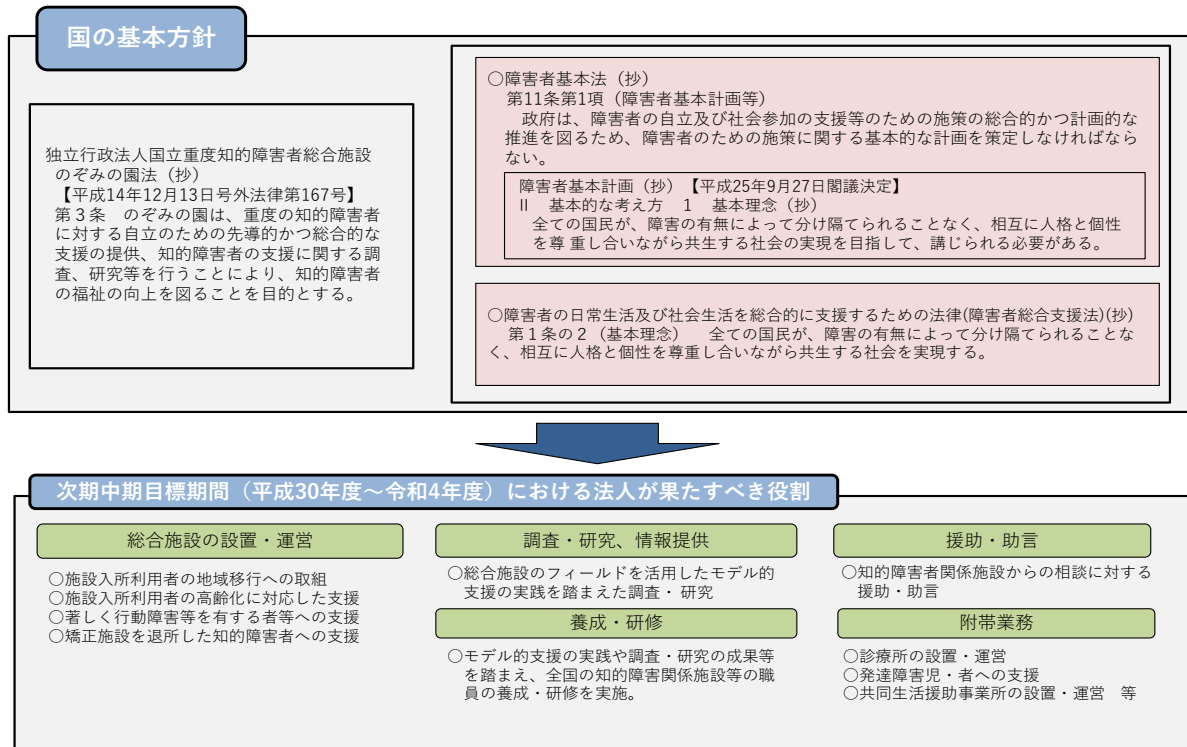 国の基本方針
独立行政法人国立重度知的障害者総合施設
のぞみの園法（抄）
【平成14年12月13日号外法律第167号】
第３条　のぞみの園は、重度の知的障害者
に対する自立のための先導的かつ総合的な
支援の提供、知的障害者の支援に関する調
査、研究等を行うことにより、知的障害者
の福祉の向上を図ることを目的とする。
○障害者基本法（抄）
第11条第1項（障害者基本計画等）
政府は、障害者の自立及び社会参加の支援等のための施策の総合的かつ計画的な
推進を図るため、障害者のための施策に関する基本的な計画を策定しなければなら
ない。
障害者基本計画（抄）【平成25年9月27日閣議決定】
Ⅱ　基本的な考え方　１　基本理念（抄）
全ての国民が、障害の有無によって分け隔てられることなく、相互に人格と個性
を尊 重し合いながら共生する社会の実現を目指して、講じられる必要がある。
○障害者の日常生活及び社会生活を総合的に支援するための法律(障害者総合支援法)(抄)
第１条の２（基本理念）　全ての国民が、障害の有無によって分け隔てられることな
く、相互に人格と個性を尊重し合いながら共生する社会を実現する。
次期中期目標期間（平成30年度～令和4年度）における法人が果たすべき役割
総合施設の設置・運営
○施設入所利用者の地域移行への取組
○施設入所利用者の高齢化に対応した支援
○著しく行動障害等を有する者等への支援
○矯正施設を退所した知的障害者への支援
調査・研究、情報提供
○総合施設のフィールドを活用したモデル的
支援の実践を踏まえた調査・ 研究
養成・研修
○モデル的支援の実践や調査・研究の成果等
を踏まえ、全国の知的障害関係施設等の職
員の養成・研修を実施。
援助・助言
○知的障害者関係施設からの相談に対する
援助・助言
附帯業務
○診療所の設置・運営
○発達障害児・者への支援
○共同生活援助事業所の設置・運営　等